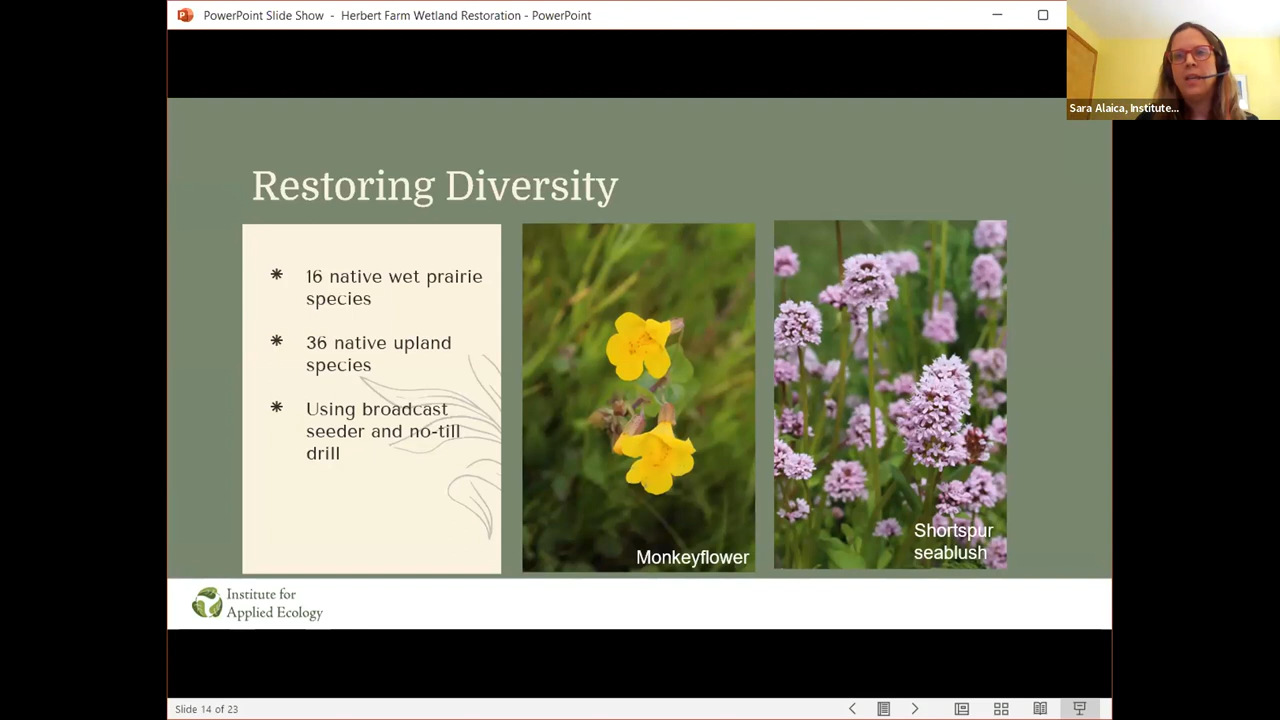 PowerPoint Slide Show - Herbert Farm Wetland Restoration - PowerPoint
Sara Alaica, Institute...
Restoring Diversity
* 16 native wet prairie
species
* 36 native upland
species
* Using broadcast
seeder and no-till
drill
Monkeyflower
Shortspur
seablush
Institute for
Applied Ecology
Slide 14 of 23